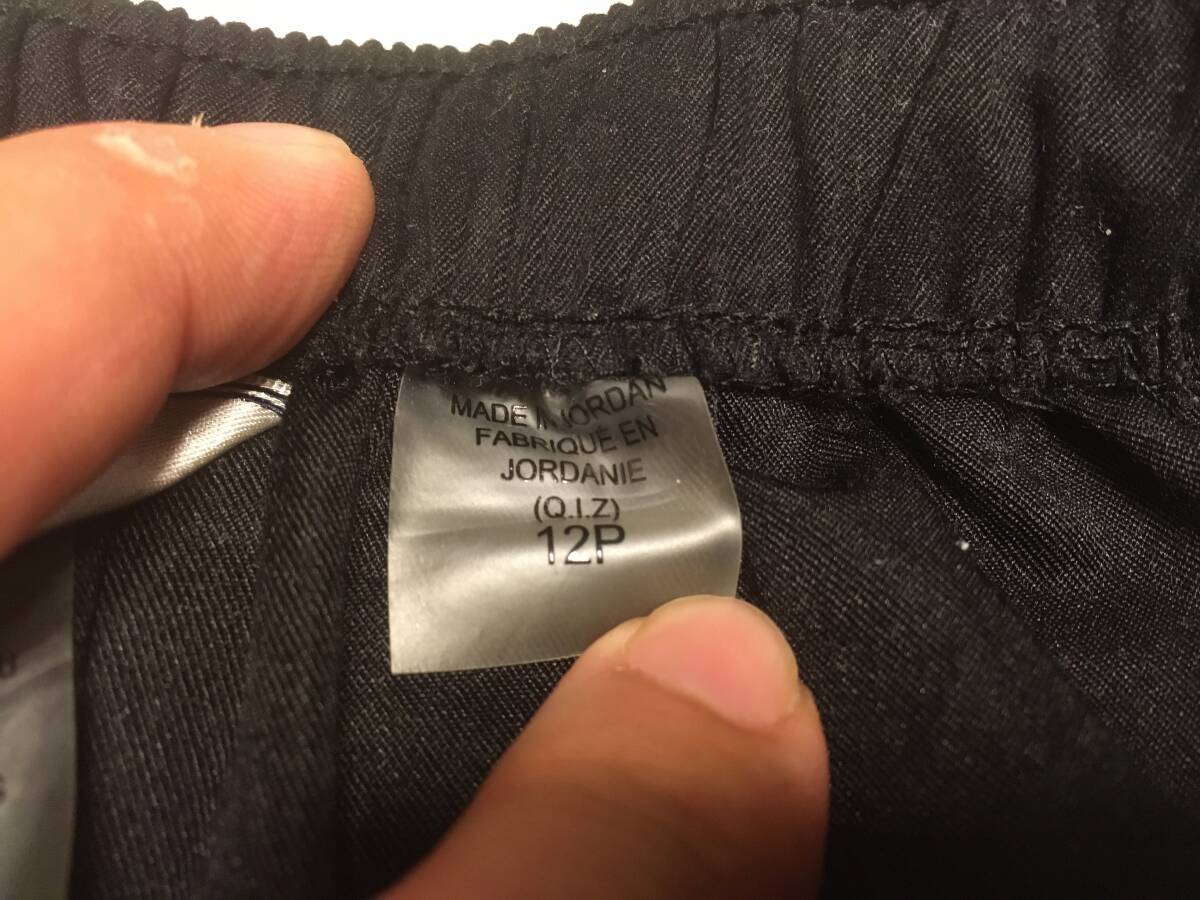 MADE IN JORDAN
FABRIQUÉ EN
JORDANIE
(Q.I.Z)
12P